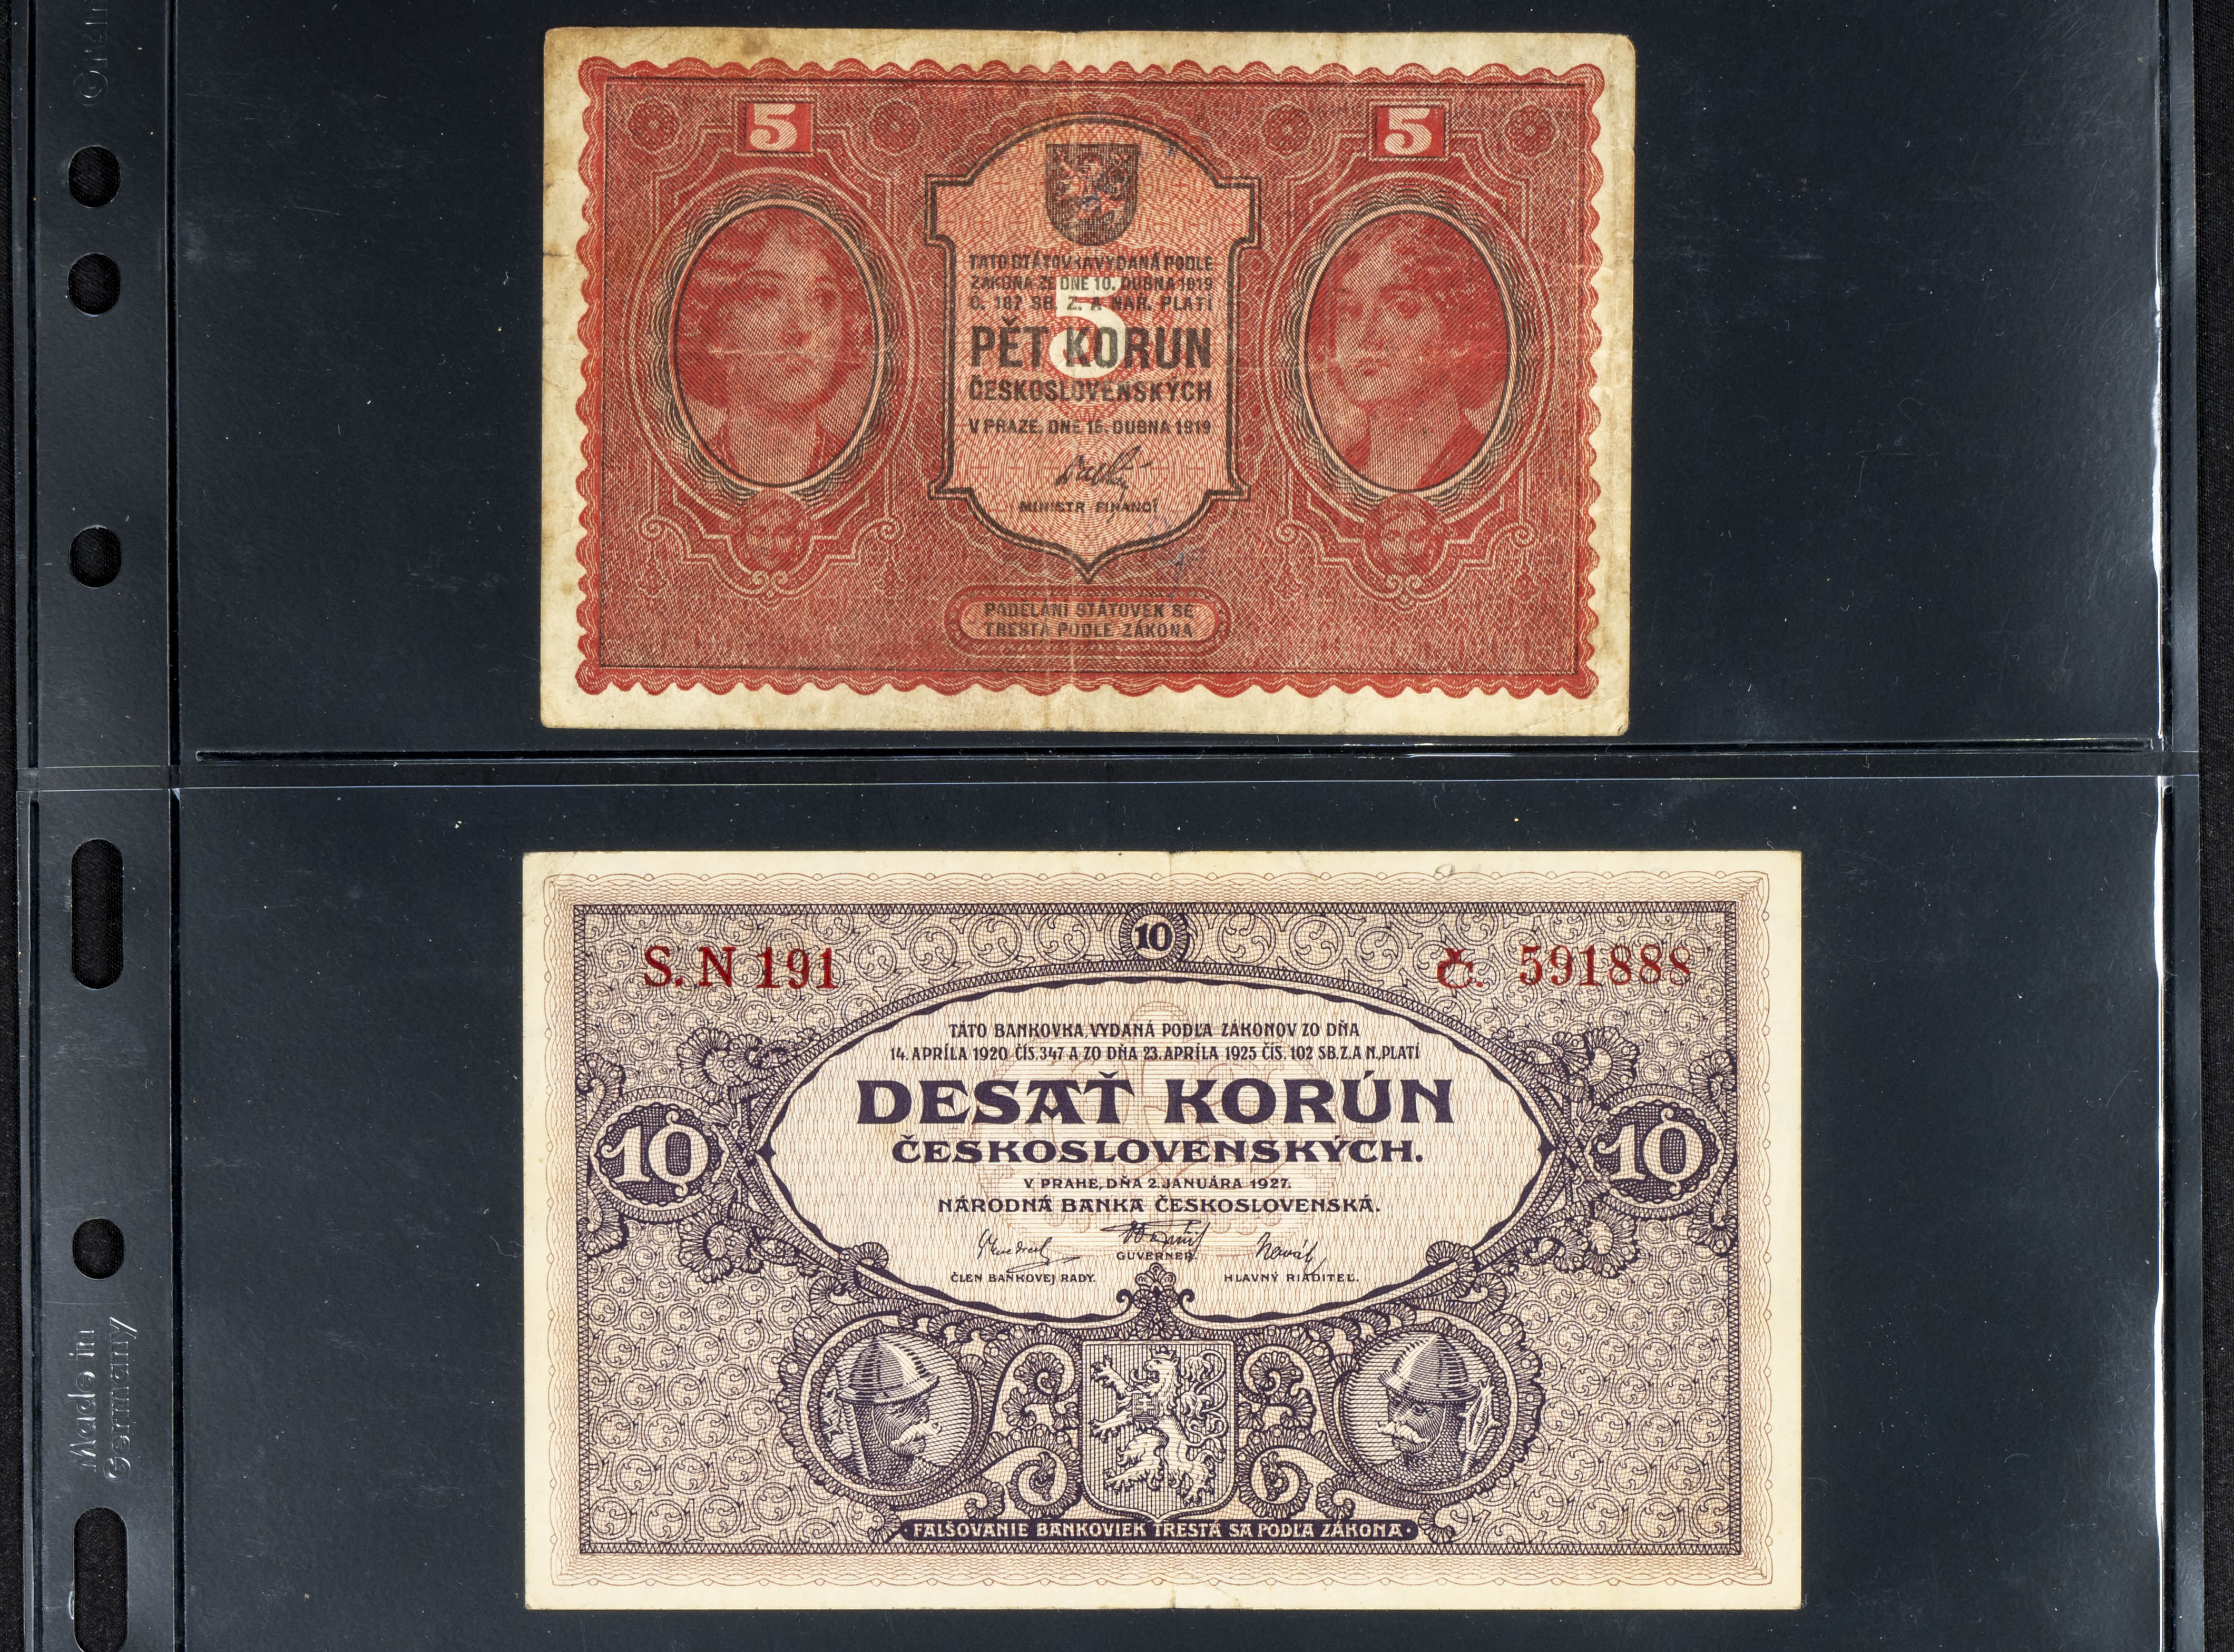 5 5
TATO STÁTOVKA VYDANÁ PODLE
ZÁKONA ZE DNE 10. DUBNA 1919
Č. 187 SB. Z. A NAŘ. PLATÍ
5
PĚT KORUN
ČESKOSLOVENSKÝCH
V PRAZE, DNE 15. DUBNA 1919
MINISTR FINANCÍ
PADĚLÁNÍ STÁTOVEK SE
TRESTÁ PODLE ZÁKONA
10
S. N 191 Č. 591888
TÁTO BANKOVKA, VYDANÁ PODĽA ZÁKONOV ZO DŇA
14. APRÍLA 1920 ČÍS. 347 A ZO DŇA 23. APRÍLA 1925 ČÍS. 102 SB. Z. A N., PLATÍ
DESAŤ KORÚN
ČESKOSLOVENSKÝCH.
10 10
V PRAHE, DŇA 2. JANUÁRA 1927.
NÁRODNÁ BANKA ČESKOSLOVENSKÁ.
GUVERNER.
ČLEN BANKOVEJ RADY. HLAVNÝ RIADITEĽ.
FALŠOVANIE BANKOVIEK TRESTÁ SA PODĽA ZÁKONA
Made in
Germany